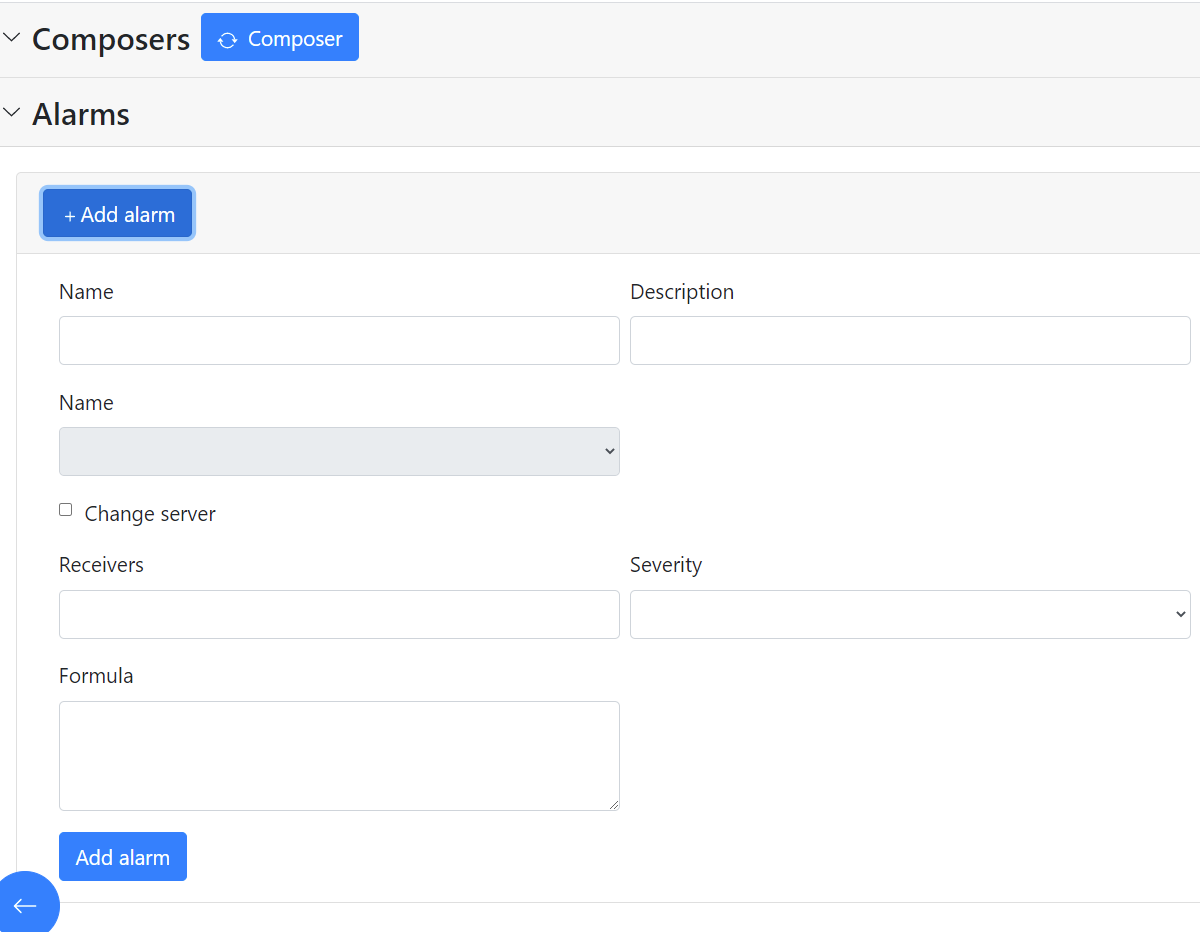 Composers Composer
Alarms
+ Add alarm
Name Description
Name
Change server
Receivers Severity
Formula
Add alarm